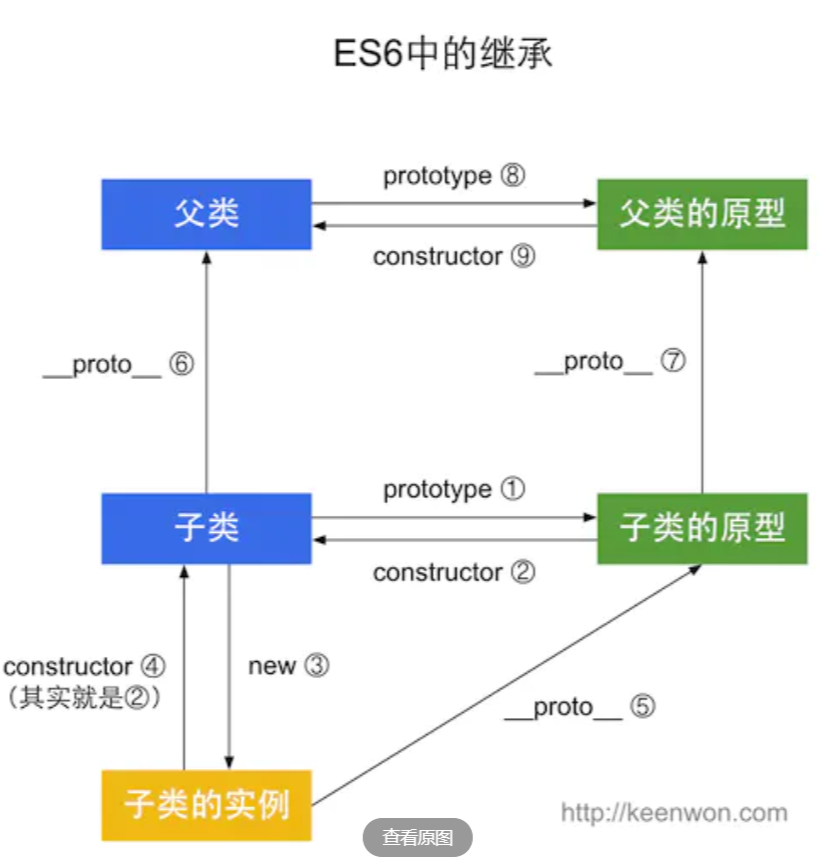 ES6中的继承
prototype ⑧
父类
父类的原型
constructor ⑨
__proto__ ⑥
__proto__ ⑦
prototype ①
子类
子类的原型
constructor ②
constructor ④
（其实就是②）
new ③
__proto__ ⑤
子类的实例
http://keenwon.com
查看原图